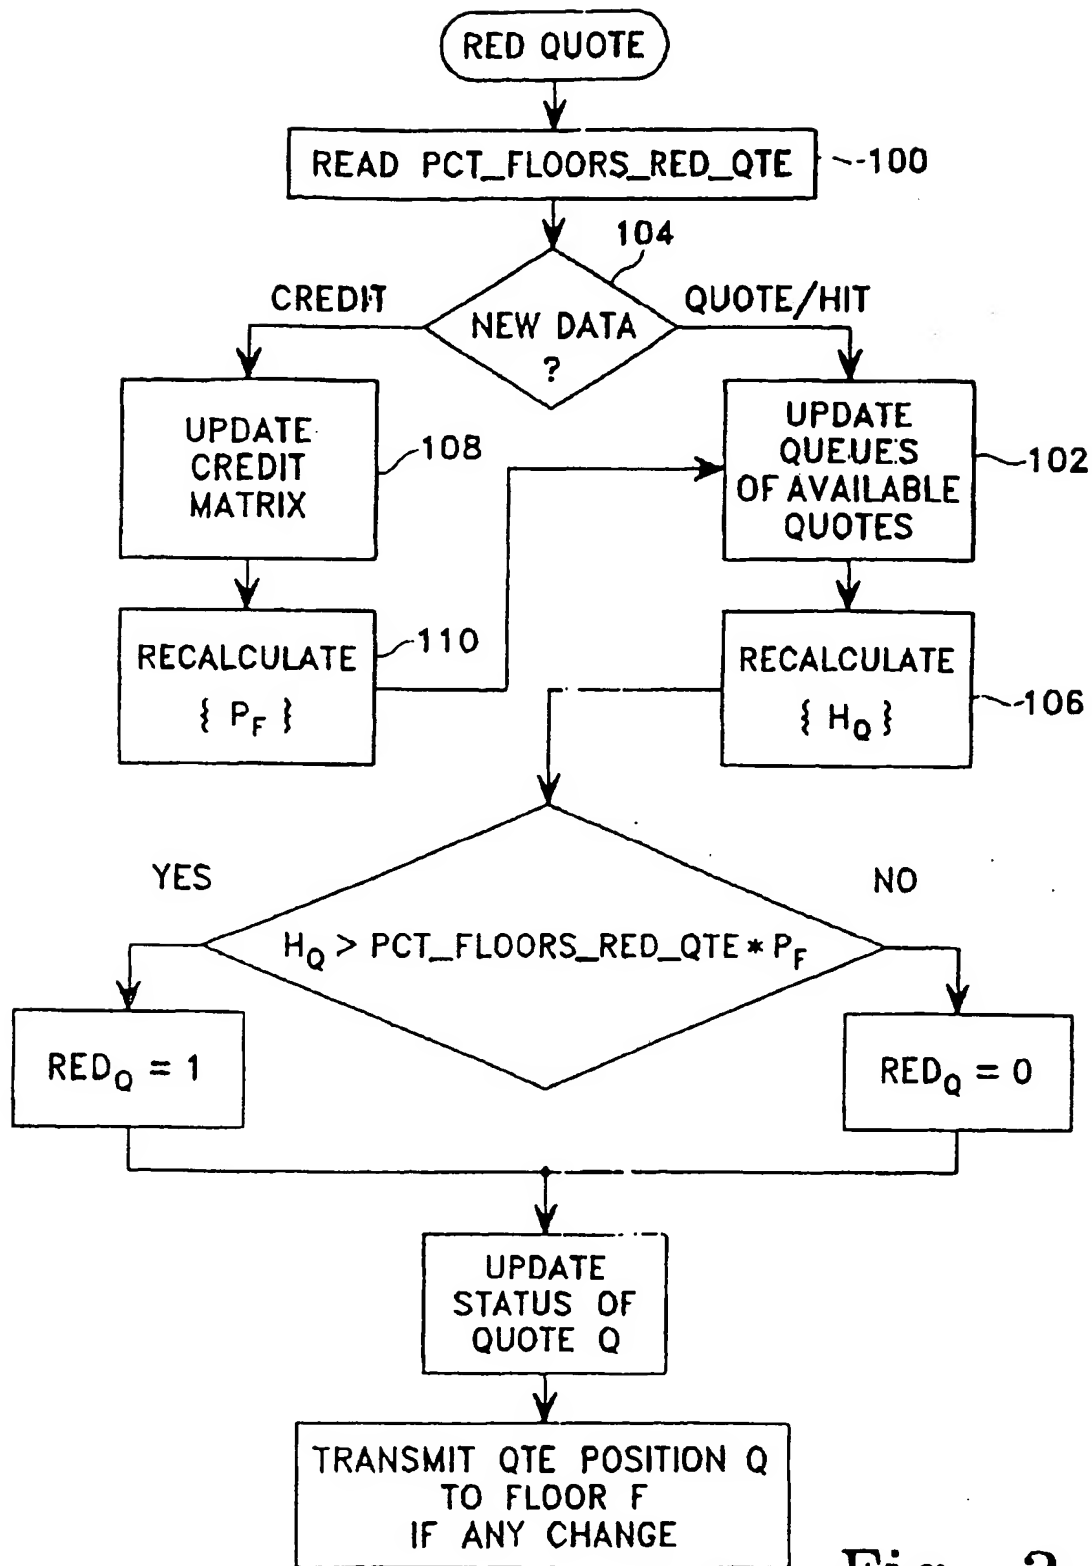 RED QUOTE
READ PCT_FLOORS_RED_QTE
100
104
CREDIT
QUOTE/HIT
NEW DATA
?
UPDATE
CREDIT
MATRIX
108
UPDATE
QUEUES
OF AVAILABLE
QUOTES
102
RECALCULATE
{ P_F }
110
RECALCULATE
{ H_Q }
106
YES
NO
H_Q > PCT_FLOORS_RED_QTE * P_F
RED_Q = 1
RED_Q = 0
UPDATE
STATUS OF
QUOTE Q
TRANSMIT QTE POSITION Q
TO FLOOR F
IF ANY CHANGE